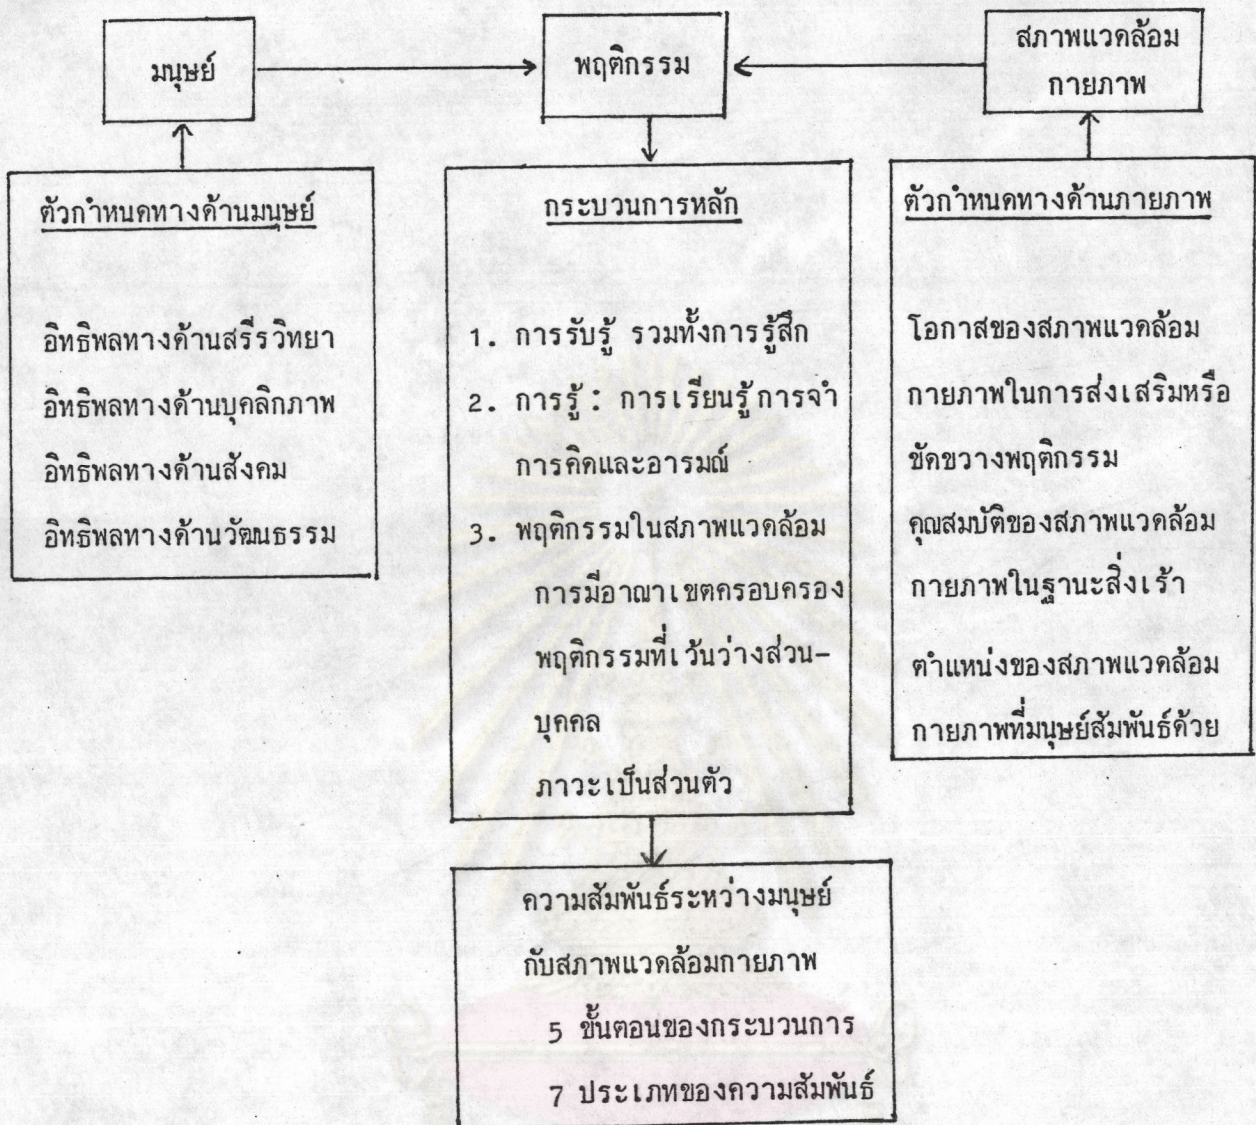 มนุษย์
พฤติกรรม
สภาพแวดล้อม
กายภาพ
ตัวกำหนดทางด้านมนุษย์
อิทธิพลทางด้านสรีรวิทยา
อิทธิพลทางด้านบุคลิกภาพ
อิทธิพลทางด้านสังคม
อิทธิพลทางด้านวัฒนธรรม
กระบวนการหลัก
1. การรับรู้ รวมทั้งการรู้สึก
2. การรู้ : การเรียนรู้ การจำ
การคิดและอารมณ์
3. พฤติกรรมในสภาพแวดล้อม
การมีอาณาเขตครอบครอง
พฤติกรรมที่เว้นว่างส่วน-
บุคคล
ภาวะเป็นส่วนตัว
ตัวกำหนดทางด้านภายภาพ
โอกาสของสภาพแวดล้อม
กายภาพในการส่งเสริมหรือ
ขัดขวางพฤติกรรม
คุณสมบัติของสภาพแวดล้อม
กายภาพในฐานะสิ่งเร้า
ตำแหน่งของสภาพแวดล้อม
กายภาพที่มนุษย์สัมพันธ์ด้วย
ความสัมพันธ์ระหว่างมนุษย์
กับสภาพแวดล้อมกายภาพ
5 ขั้นตอนของกระบวนการ
7 ประเภทของความสัมพันธ์